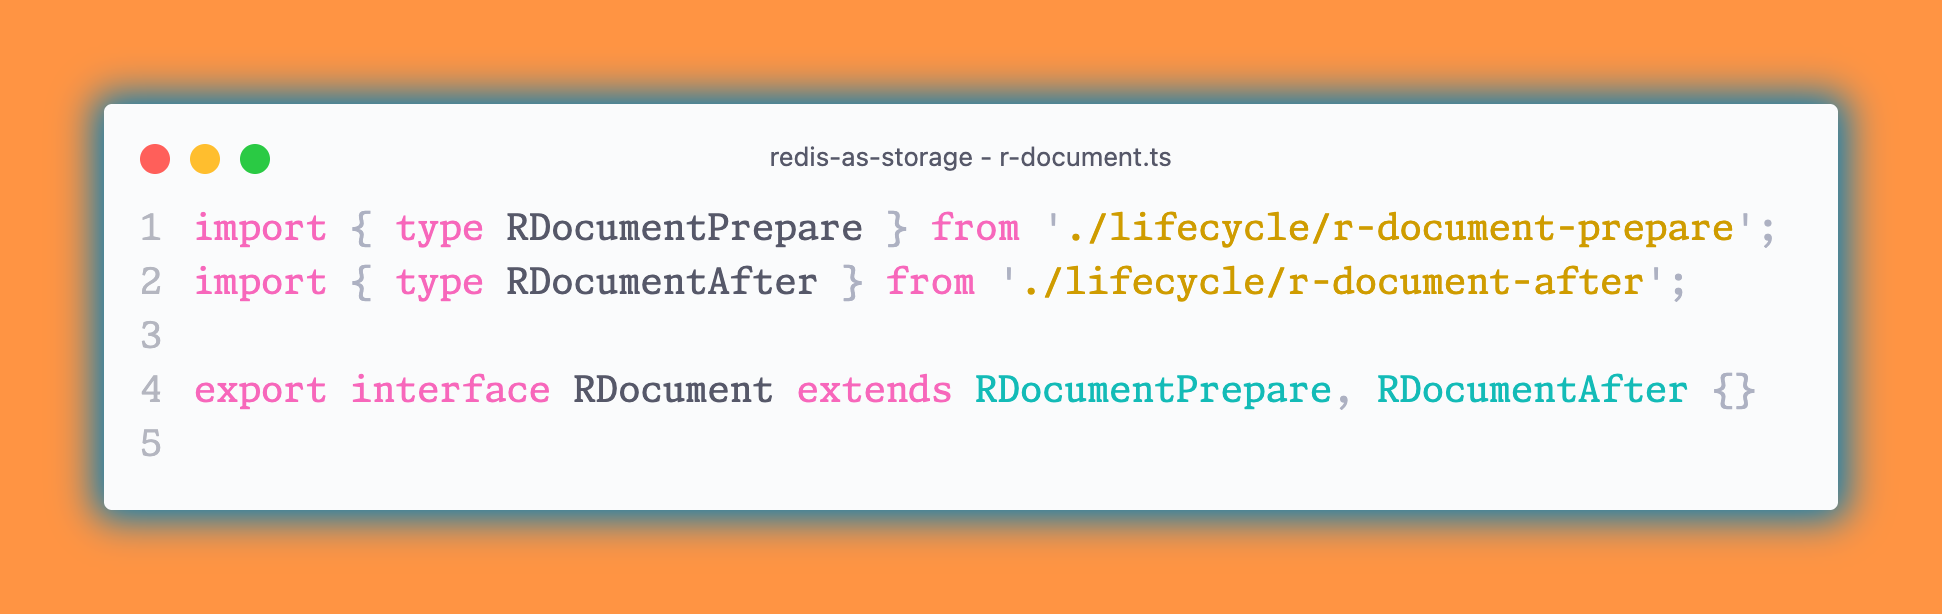 redis-as-storage - r-document.ts
1 import { type RDocumentPrepare } from './lifecycle/r-document-prepare';
2 import { type RDocumentAfter } from './lifecycle/r-document-after';
3
4 export interface RDocument extends RDocumentPrepare, RDocumentAfter {}
5